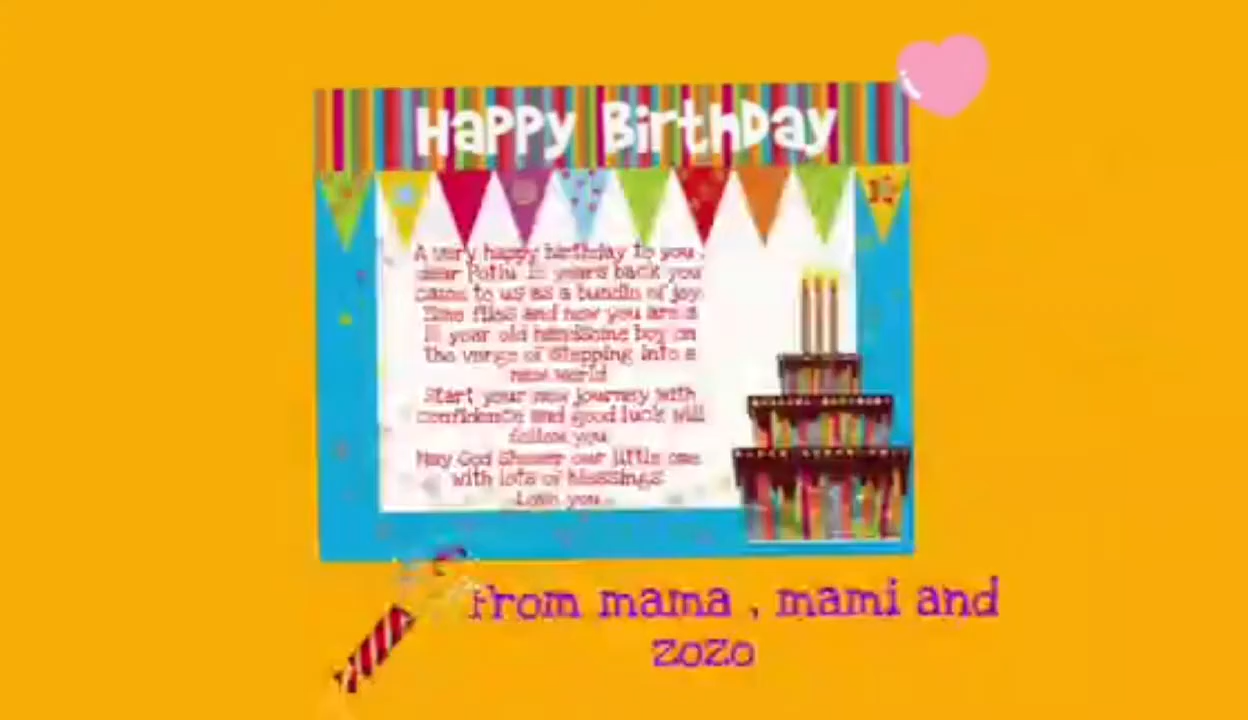 Happy Birthday
A very happy birthday to you ,
dear years back you
came to us as a bundle of joy
Time flies and now you are a
year old handsome boy on
the verge of stepping into a
new world
Start your new journey with
confidence and good luck will
follow you
May God Shower our little one
with lots of blessings
Love you
from mama , mami and
zozo